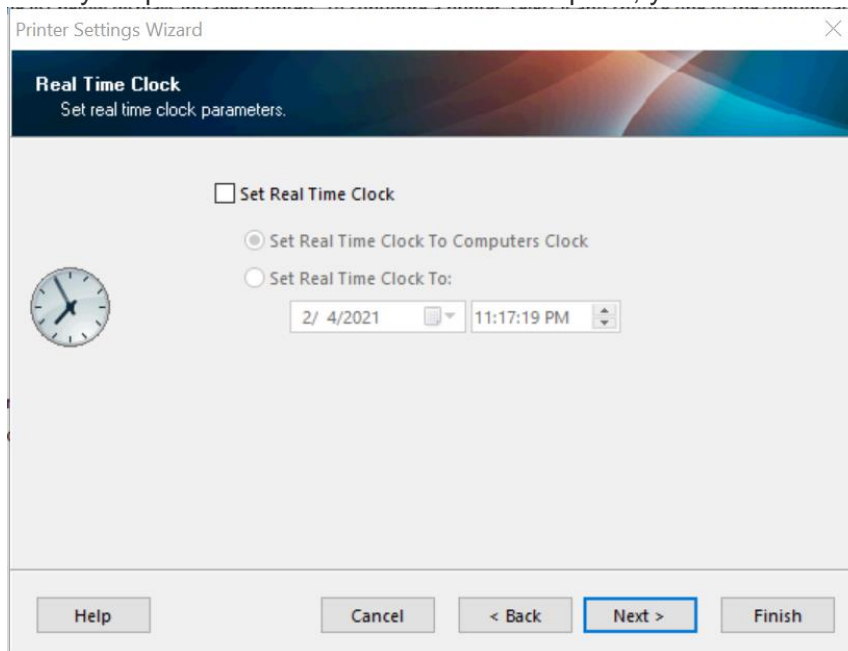 Printer Settings Wizard
Real Time Clock
Set real time clock parameters.
Set Real Time Clock
Set Real Time Clock To Computers Clock
Set Real Time Clock To:
2/ 4/2021 11:17:19 PM
Help Cancel < Back Next > Finish